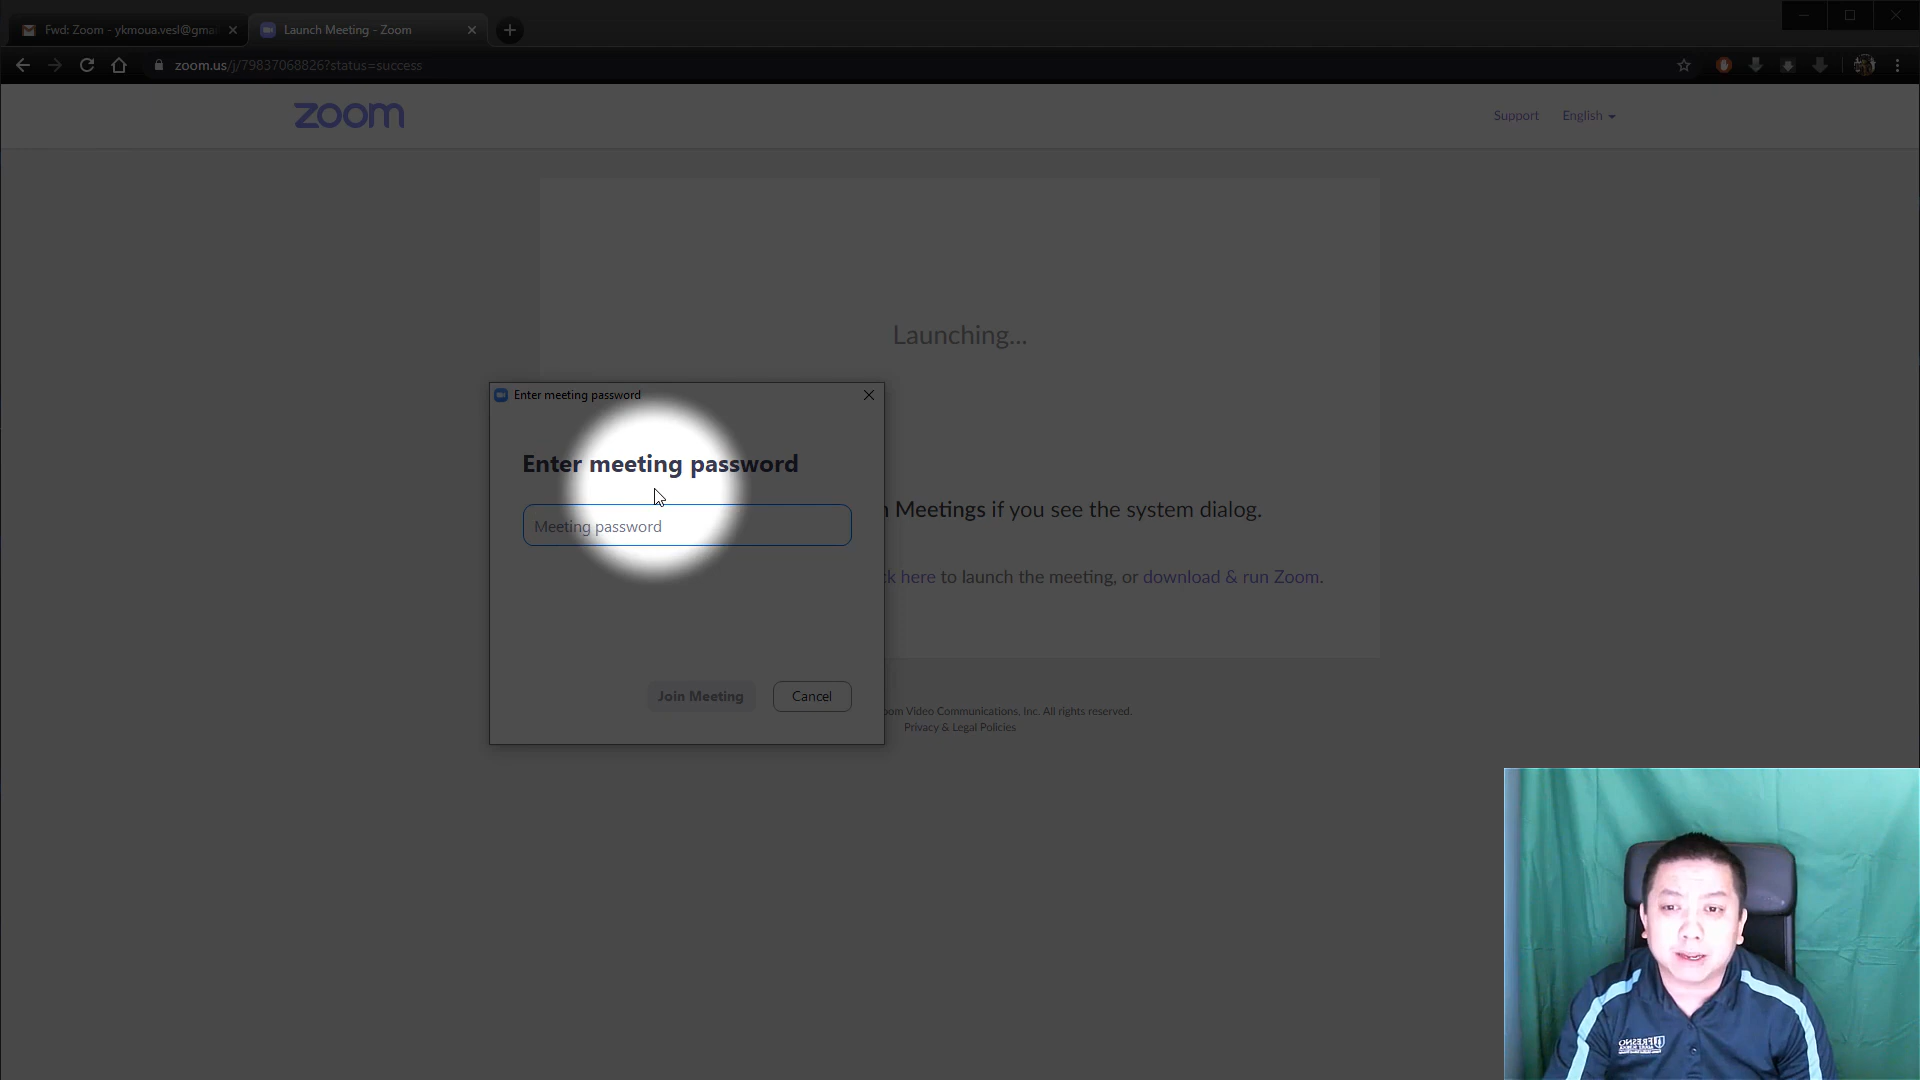 Fwd: Zoom - ykmoua.vesl@gma
Launch Meeting - Zoom
zoom.us/j/79837068826?status=success
zoom
Support
English
Launching...
Enter meeting password
Enter meeting password
Meeting password
Meetings if you see the system dialog.
here to launch the meeting, or download & run Zoom.
Join Meeting
Cancel
Video Communications, Inc. All rights reserved.
Privacy & Legal Policies
FRESNO